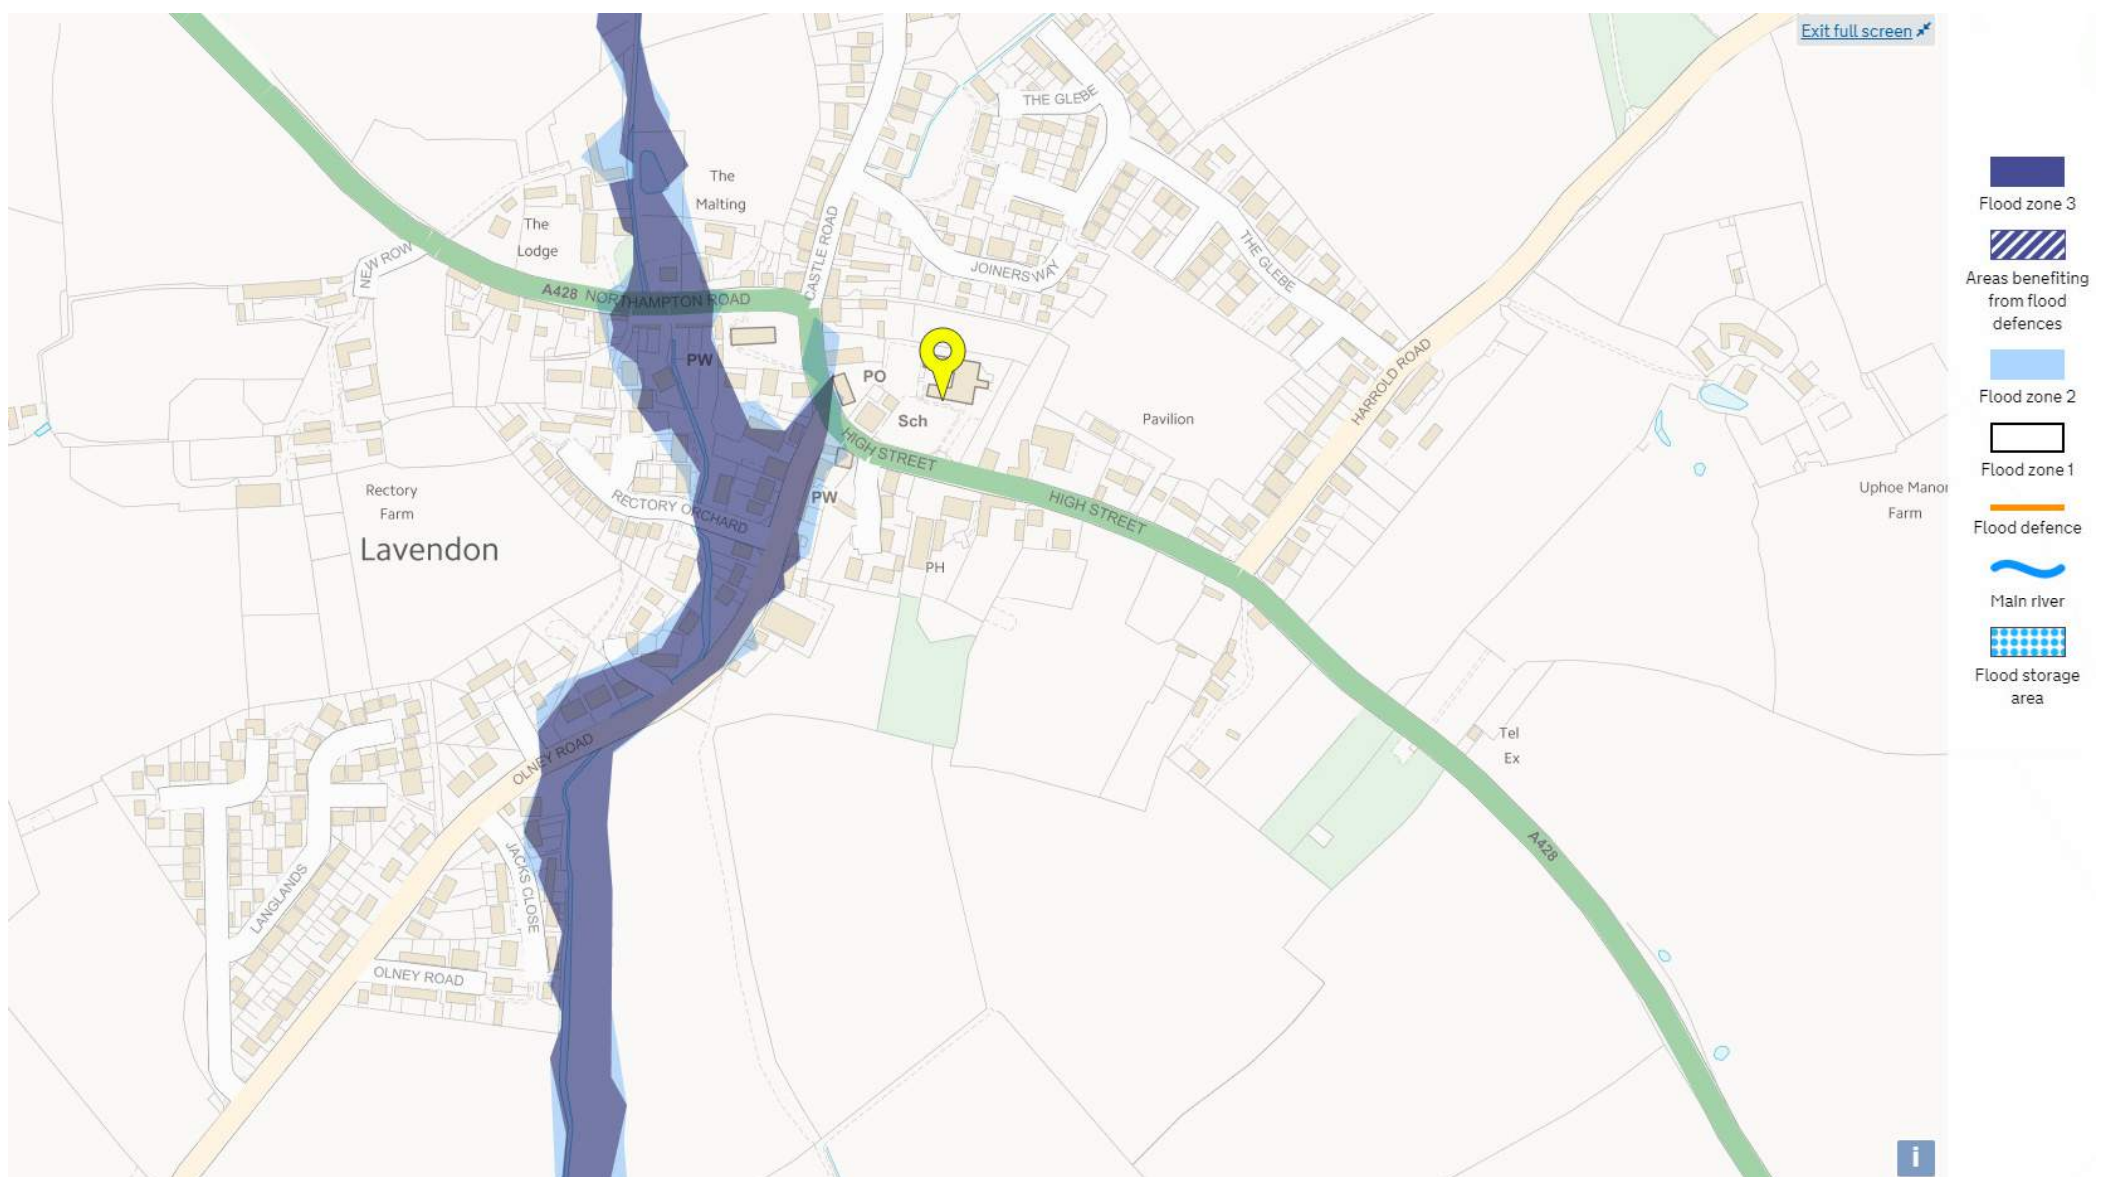 Exit full screen
THE GLEBE
The
Malting
The
Lodge
NEW ROW
CASTLE ROAD
JOINERS WAY
THE GLEBE
A428 NORTHAMPTON ROAD
PW
PO
Sch
Pavilion
HARROLD ROAD
HIGH STREET
HIGH STREET
Rectory
Farm
RECTORY ORCHARD
PW
Lavendon
PH
Uphoe Manor
Farm
OLNEY ROAD
Tel
Ex
A428
LANGLANDS
JACKS CLOSE
OLNEY ROAD
i
Flood zone 3
Areas benefiting
from flood
defences
Flood zone 2
Flood zone 1
Flood defence
Main river
Flood storage
area